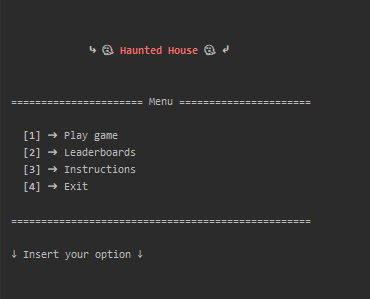 ⤷ 😱 Haunted House 😱 ⤶
====================== Menu ======================
[1] ➜ Play game
[2] ➜ Leaderboards
[3] ➜ Instructions
[4] ➜ Exit
==================================================
↓ Insert your option ↓